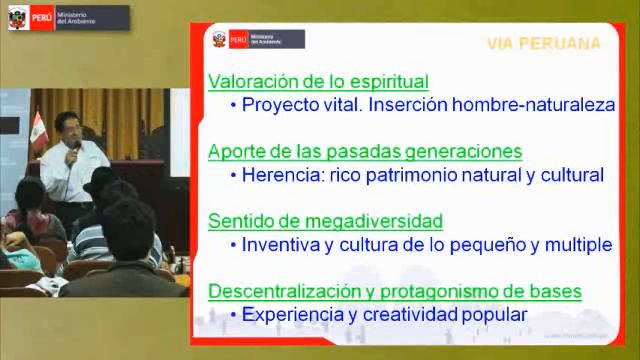 PERÚ
Ministerio
del Ambiente
PERÚ
Ministerio
del Ambiente
VIA PERUANA
Valoración de lo espiritual
• Proyecto vital. Inserción hombre-naturaleza
Aporte de las pasadas generaciones
• Herencia: rico patrimonio natural y cultural
Sentido de megadiversidad
• Inventiva y cultura de lo pequeño y multiple
Descentralización y protagonismo de bases
• Experiencia y creatividad popular